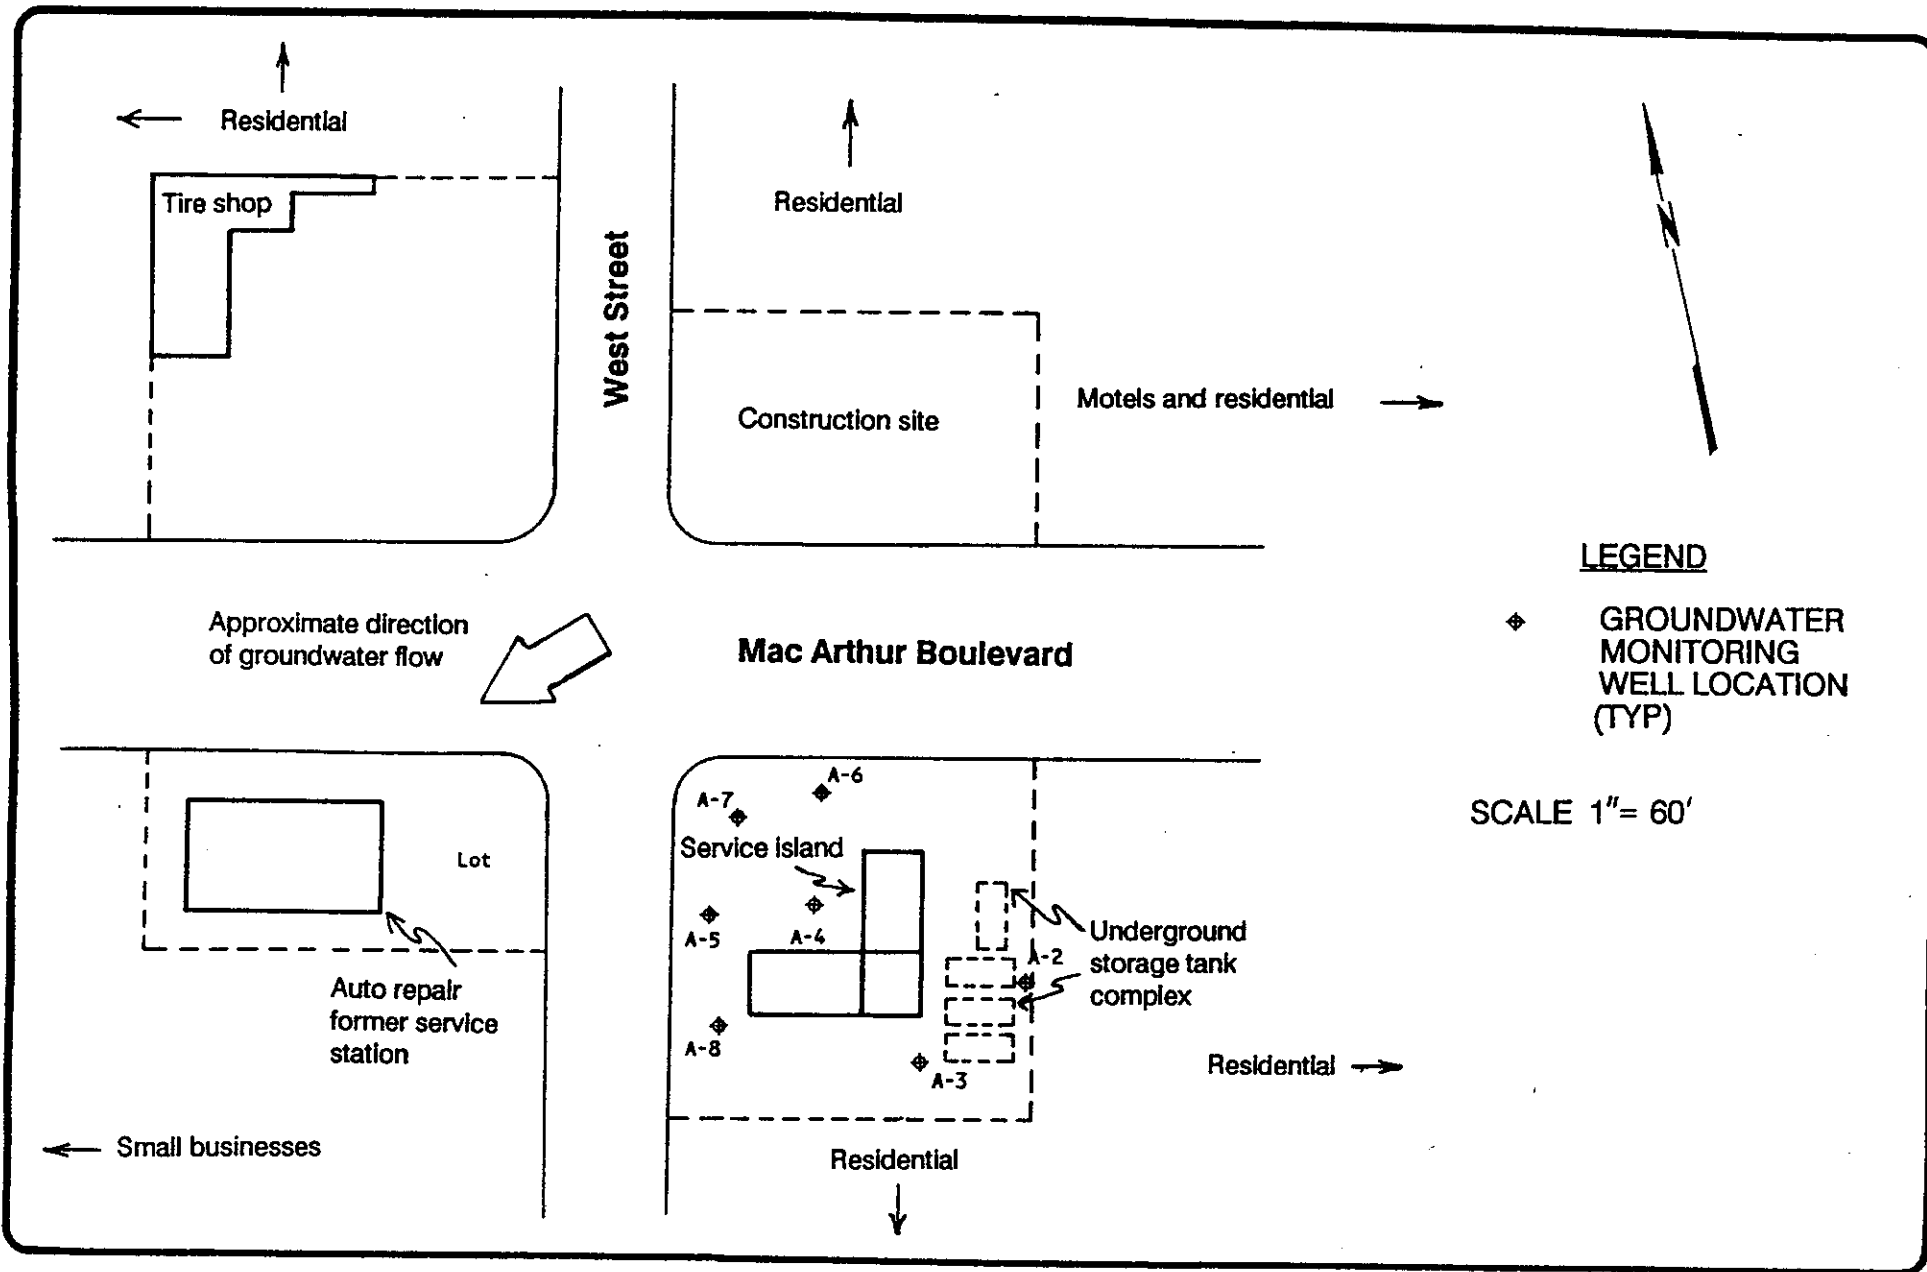 Residential
Tire shop
Residential
West Street
Construction site
Motels and residential
N
LEGEND
GROUNDWATER
MONITORING
WELL LOCATION
(TYP)
SCALE 1"= 60'
Approximate direction
of groundwater flow
Mac Arthur Boulevard
A-6
A-7
Service island
Lot
A-5
A-4
Underground
storage tank
complex
A-2
Auto repair
former service
station
A-8
A-3
Residential
Small businesses
Residential